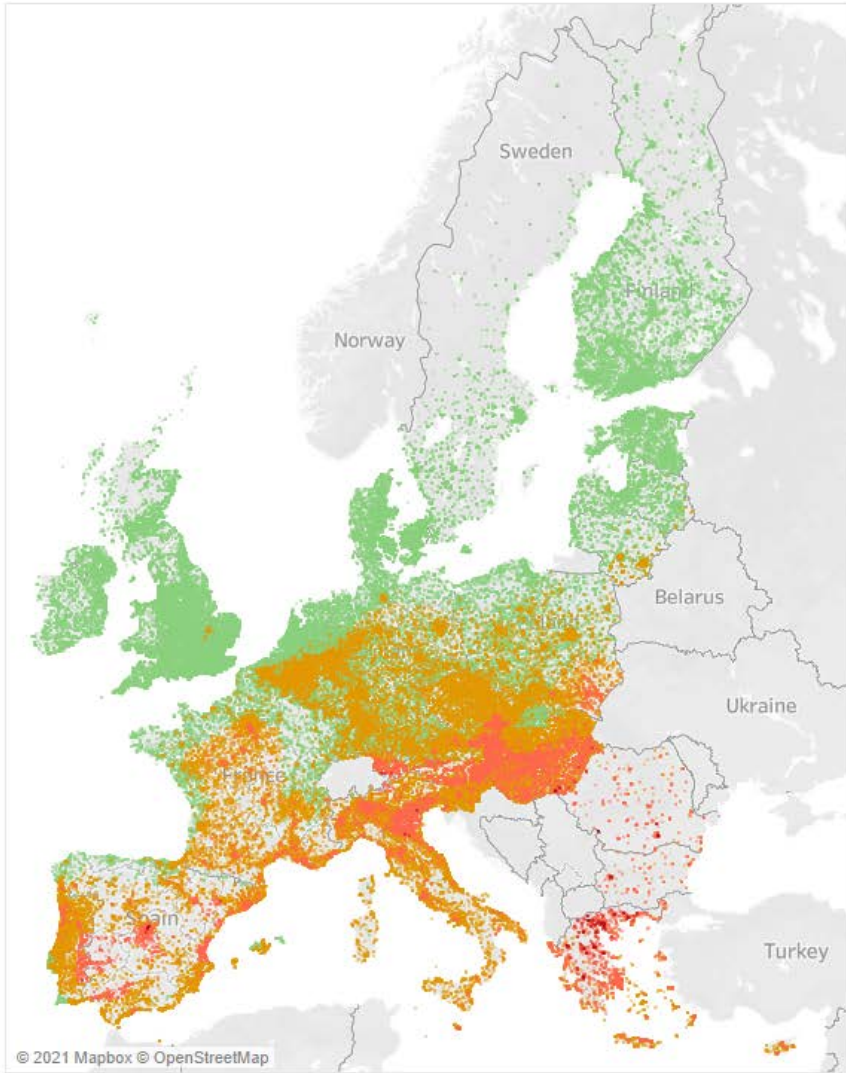 Sweden
Finland
Norway
Belarus
Ukraine
France
Spain
Turkey
© 2021 Mapbox © OpenStreetMap